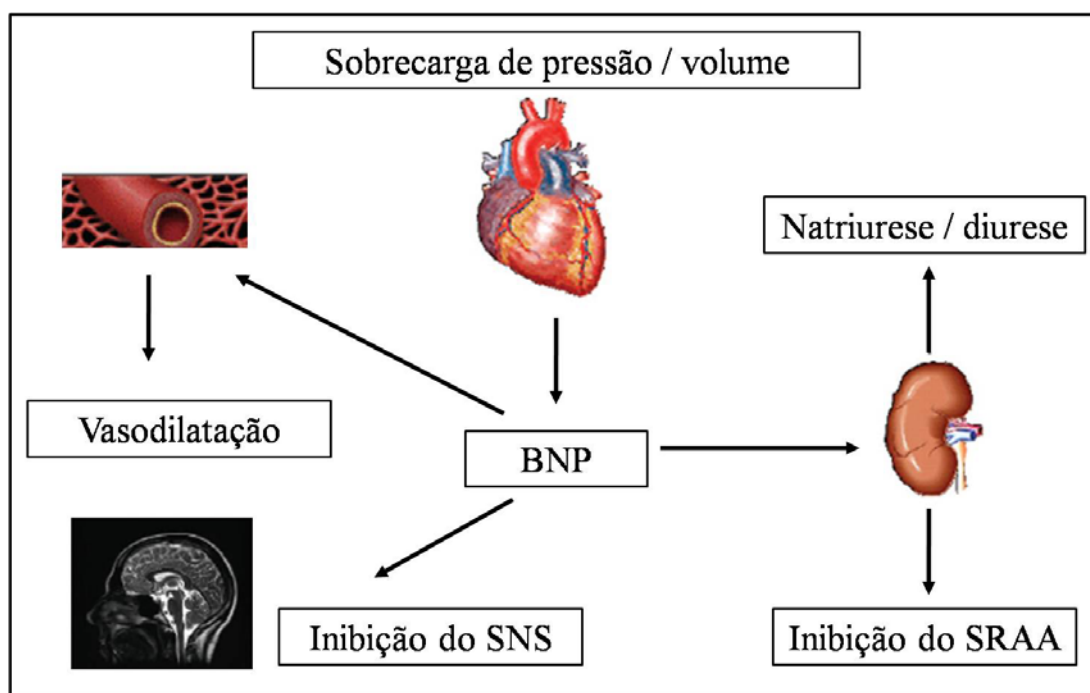 Sobrecarga de pressão / volume
Natriurese / diurese
Vasodilatação
BNP
Inibição do SNS
Inibição do SRAA